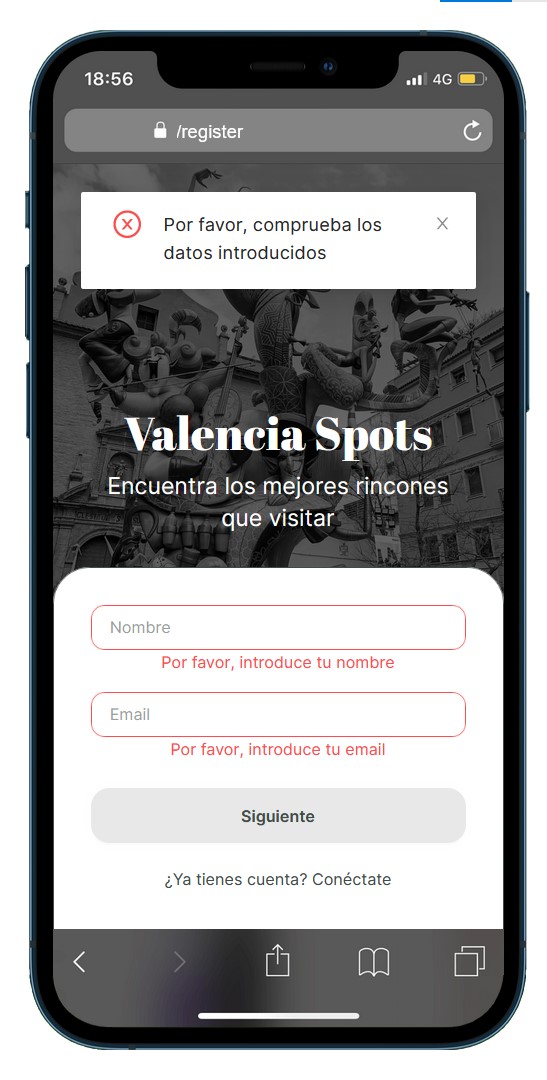 18:56
4G
/register
Por favor, comprueba los
datos introducidos
Valencia Spots
Encuentra los mejores rincones
que visitar
Nombre
Por favor, introduce tu nombre
Email
Por favor, introduce tu email
Siguiente
¿Ya tienes cuenta? Conéctate